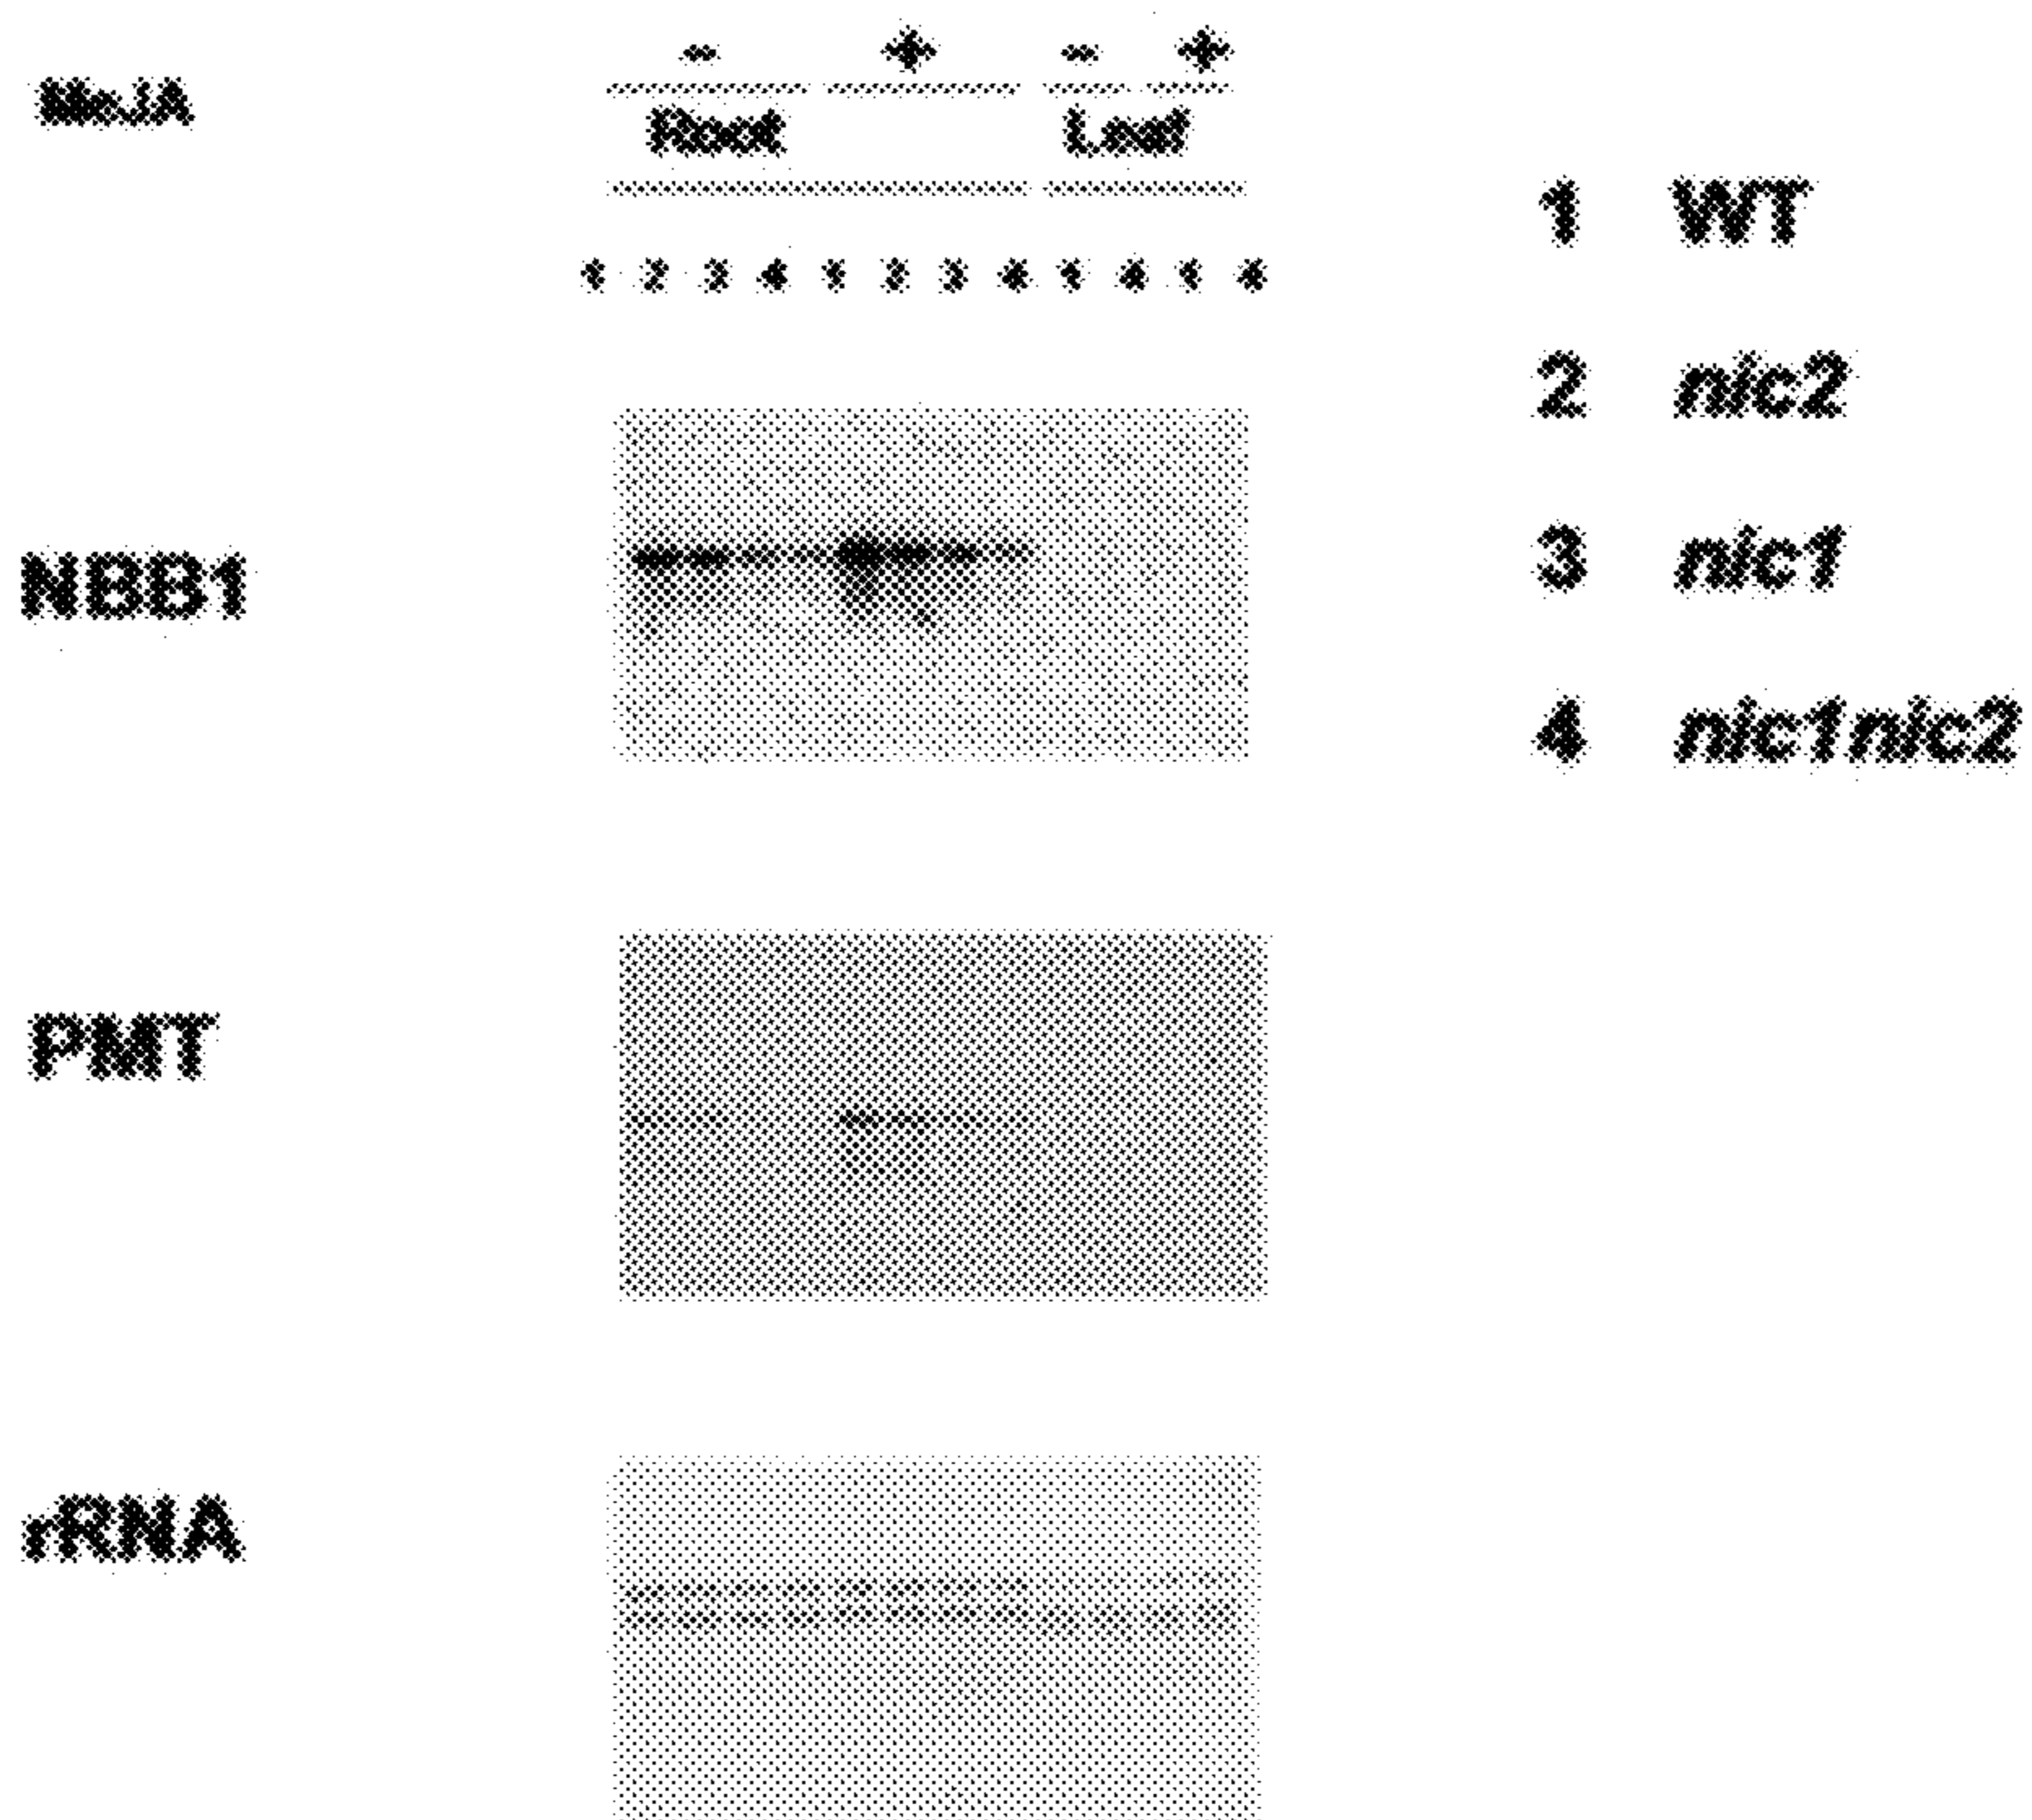 - + - +
MeJA
Root Leaf
1 2 3 4 1 2 3 4 1 4 1 4
1 WT
2 nic2
3 nic1
4 nic1nic2
NBB1
PMT
rRNA